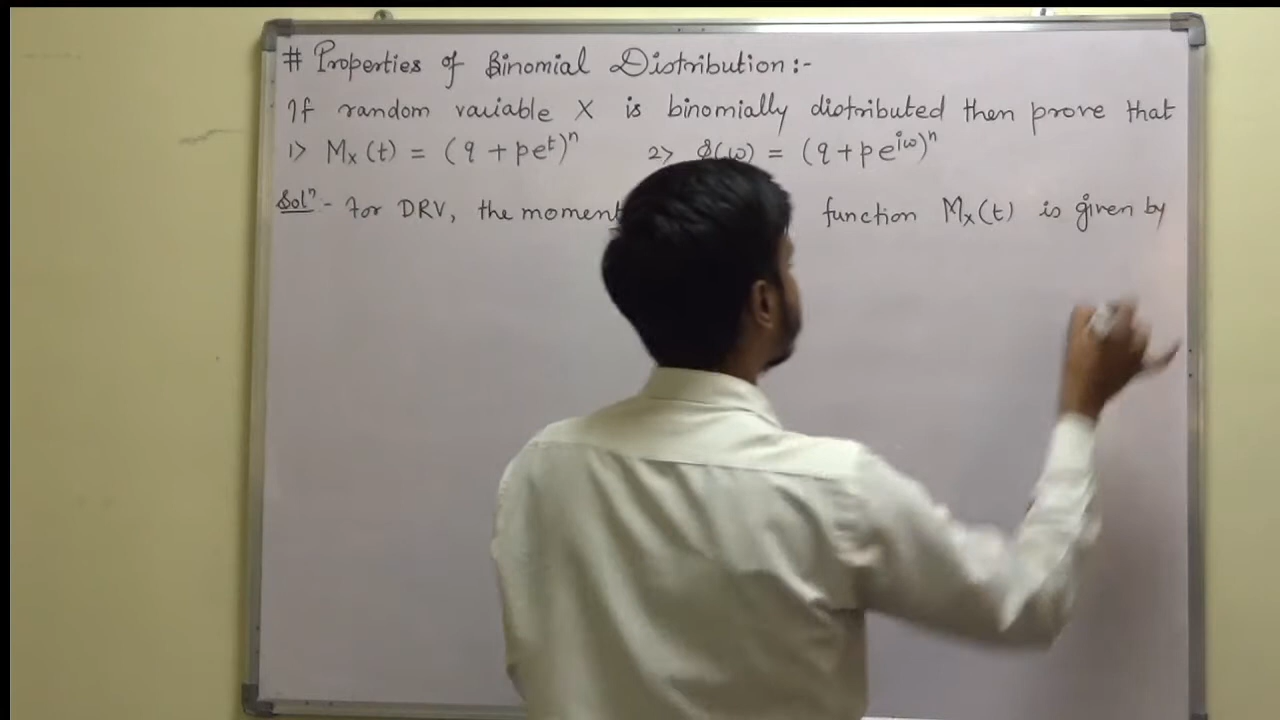 # Properties of Binomial Distribution:-
If random variable X is binomially distributed then prove that
1> Mx(t) = (q + pe^t)^n 2> φ(ω) = (q + pe^iω)^n
Sol^n - For DRV, the moment function Mx(t) is given by